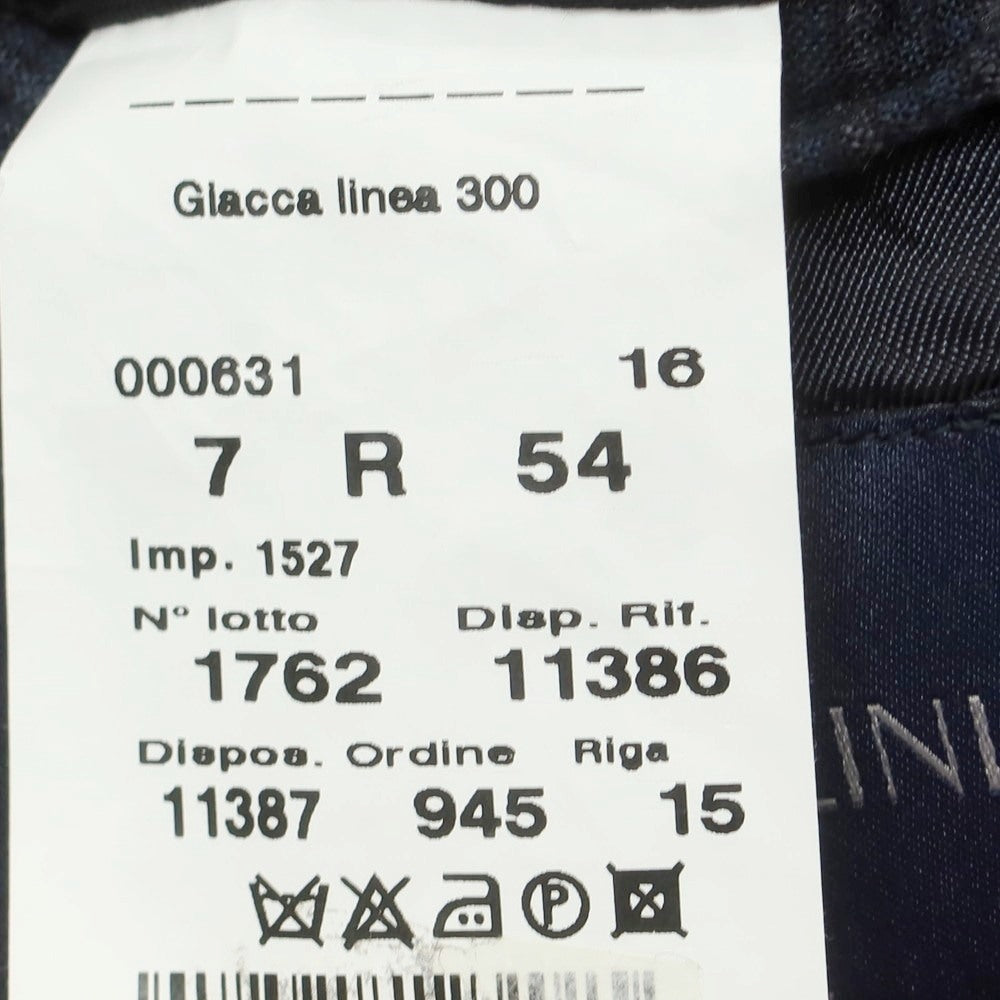 Giacca linea 300
000631 16
7 R 54
Imp. 1527
N° lotto Disp. Rif.
1762 11386
Dispos. Ordine Riga
11387 945 15
P